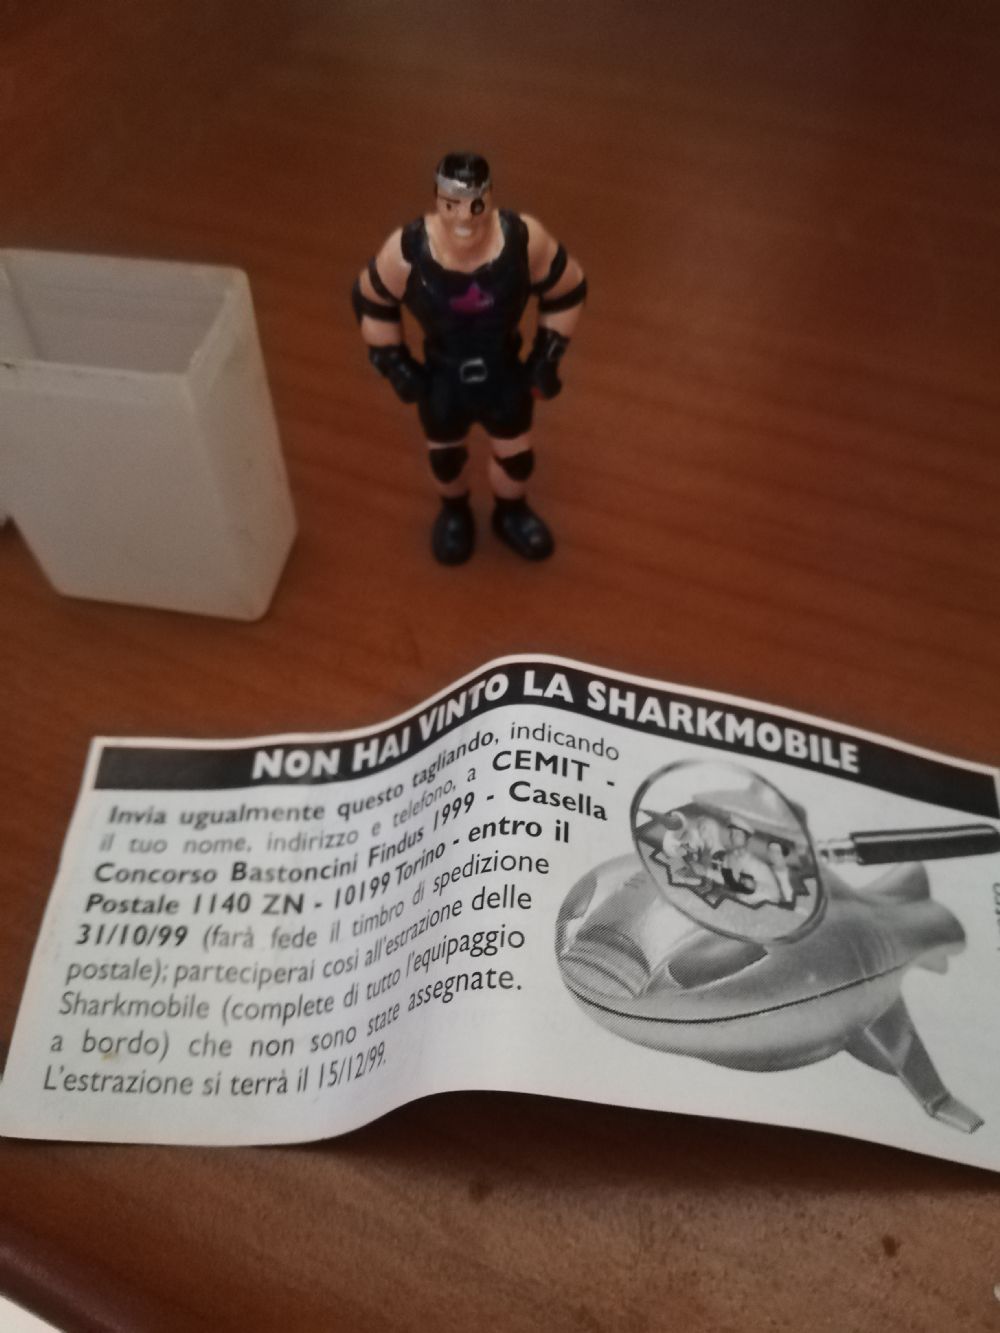 NON HAI VINTO LA SHARKMOBILE
Invia ugualmente questo tagliando, indicando
il tuo nome, indirizzo e telefono, a CEMIT -
Concorso Bastoncini Findus 1999 - Casella
Postale 1140 ZN - 10199 Torino - entro il
31/10/99 (farà fede il timbro di spedizione
postale); parteciperai così all'estrazione delle
Sharkmobile (complete di tutto l'equipaggio
a bordo) che non sono state assegnate.
L'estrazione si terrà il 15/12/99.